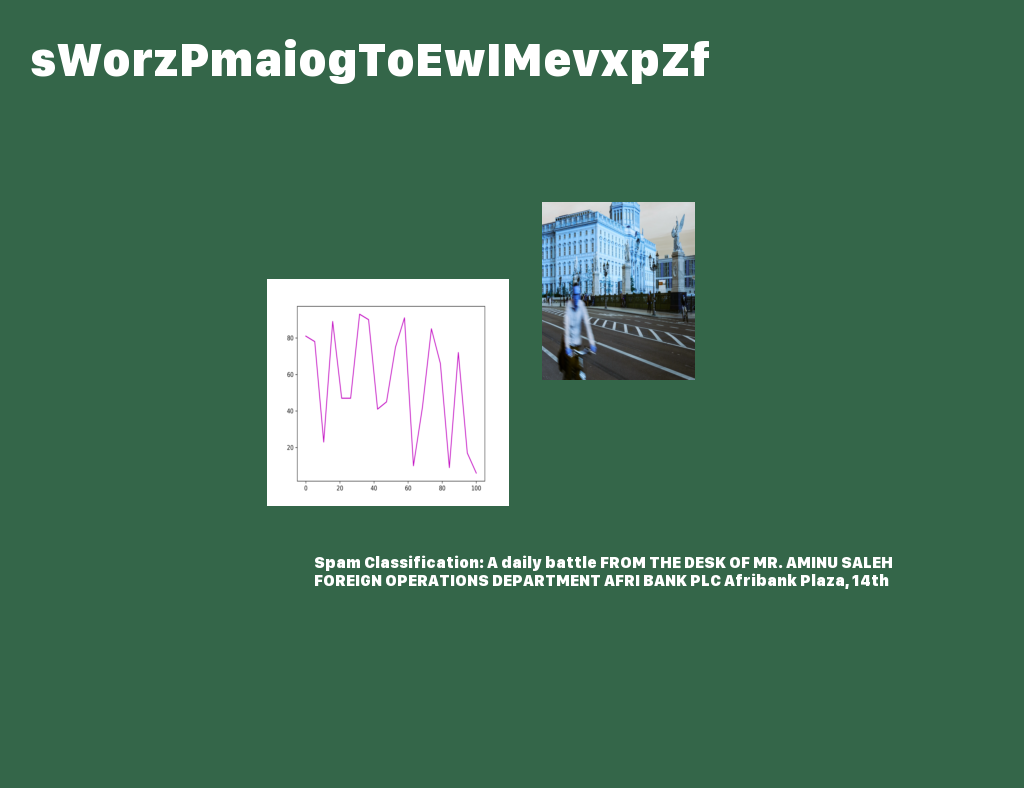 sWorzPmaiogToEwIMevxpZf
80
60
40
20
0 20 40 60 80 100
Spam Classification: A daily battle FROM THE DESK OF MR. AMINU SALEH
FOREIGN OPERATIONS DEPARTMENT AFRI BANK PLC Afribank Plaza, 14th